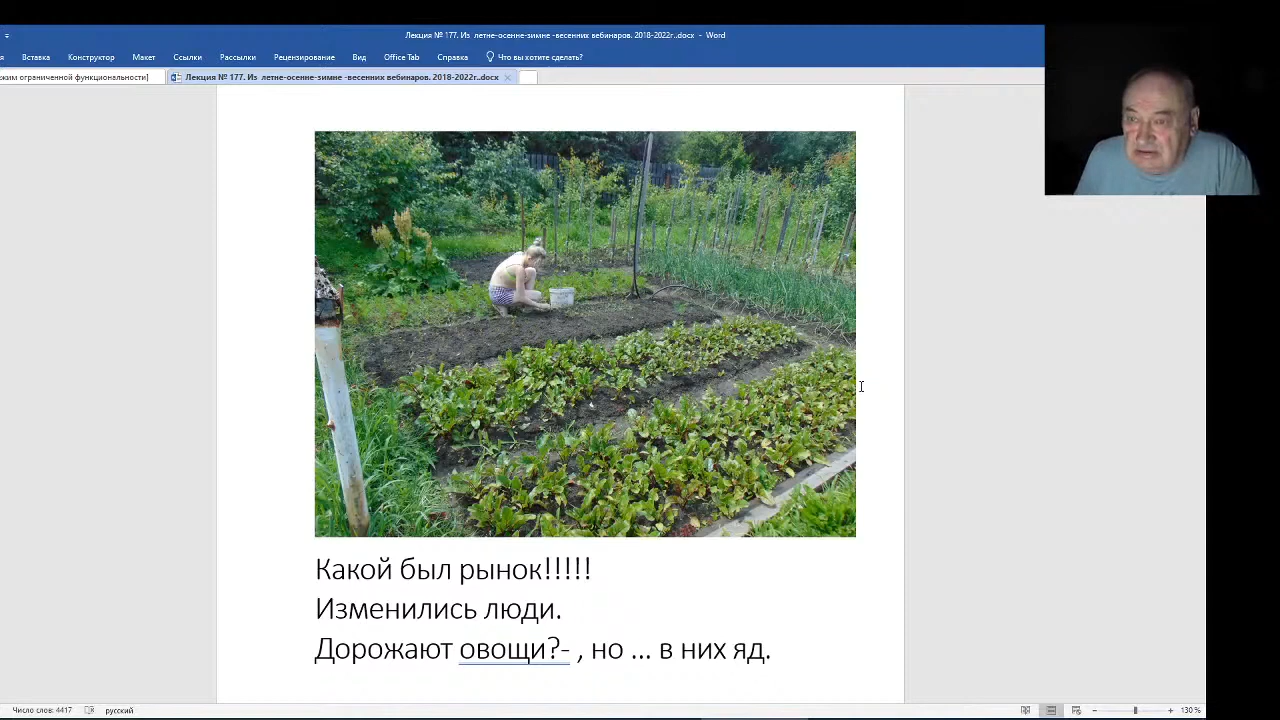 Лекция № 177. Из летне-осенне-зимне -весенних вебинаров. 2018-2022г..docx - Word
Вставка Конструктор Макет Ссылки Рассылки Рецензирование Вид Office Tab Справка Что вы хотите сделать?
ограниченной функциональности] Лекция № 177. Из летне-осенне-зимне -весенних вебинаров. 2018-2022г..docx
Какой был рынок!!!!!
Изменились люди.
Дорожают овощи?- , но ... в них яд.
Число слов: 4417 русский 130 %